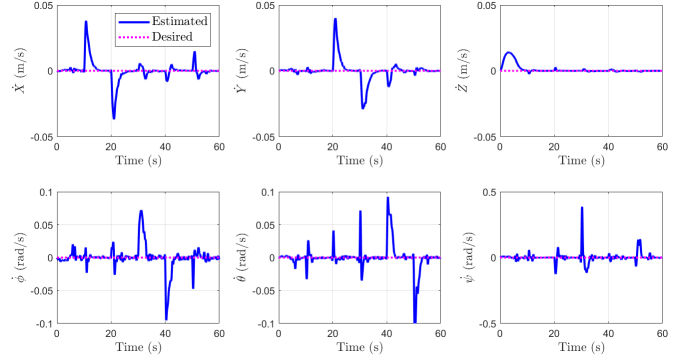 0.05
0
-0.05
Ẋ (m/s)
Estimated
Desired
0 20 40 60
Time (s)
0.05
0
-0.05
Ẏ (m/s)
0 20 40 60
Time (s)
0.05
0
-0.05
Ż (m/s)
0 20 40 60
Time (s)
0.1
0.05
0
-0.05
-0.1
ϕ̇ (rad/s)
0 20 40 60
Time (s)
0.1
0.05
0
-0.05
-0.1
θ̇ (rad/s)
0 20 40 60
Time (s)
0.5
0
-0.5
ψ̇ (rad/s)
0 20 40 60
Time (s)